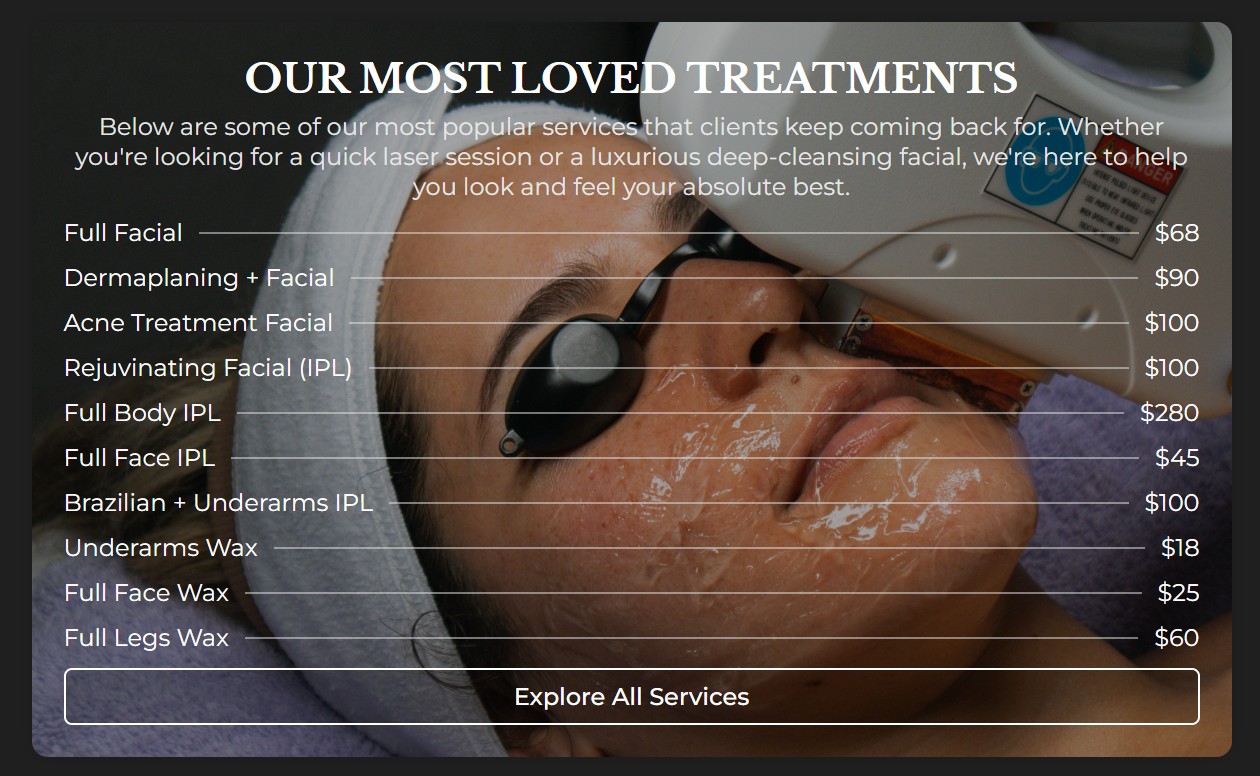 OUR MOST LOVED TREATMENTS
Below are some of our most popular services that clients keep coming back for. Whether
you're looking for a quick laser session or a luxurious deep-cleansing facial, we're here to help
you look and feel your absolute best.
Full Facial $68
Dermaplaning + Facial $90
Acne Treatment Facial $100
Rejuvinating Facial (IPL) $100
Full Body IPL $280
Full Face IPL $45
Brazilian + Underarms IPL $100
Underarms Wax $18
Full Face Wax $25
Full Legs Wax $60
Explore All Services
DANGER